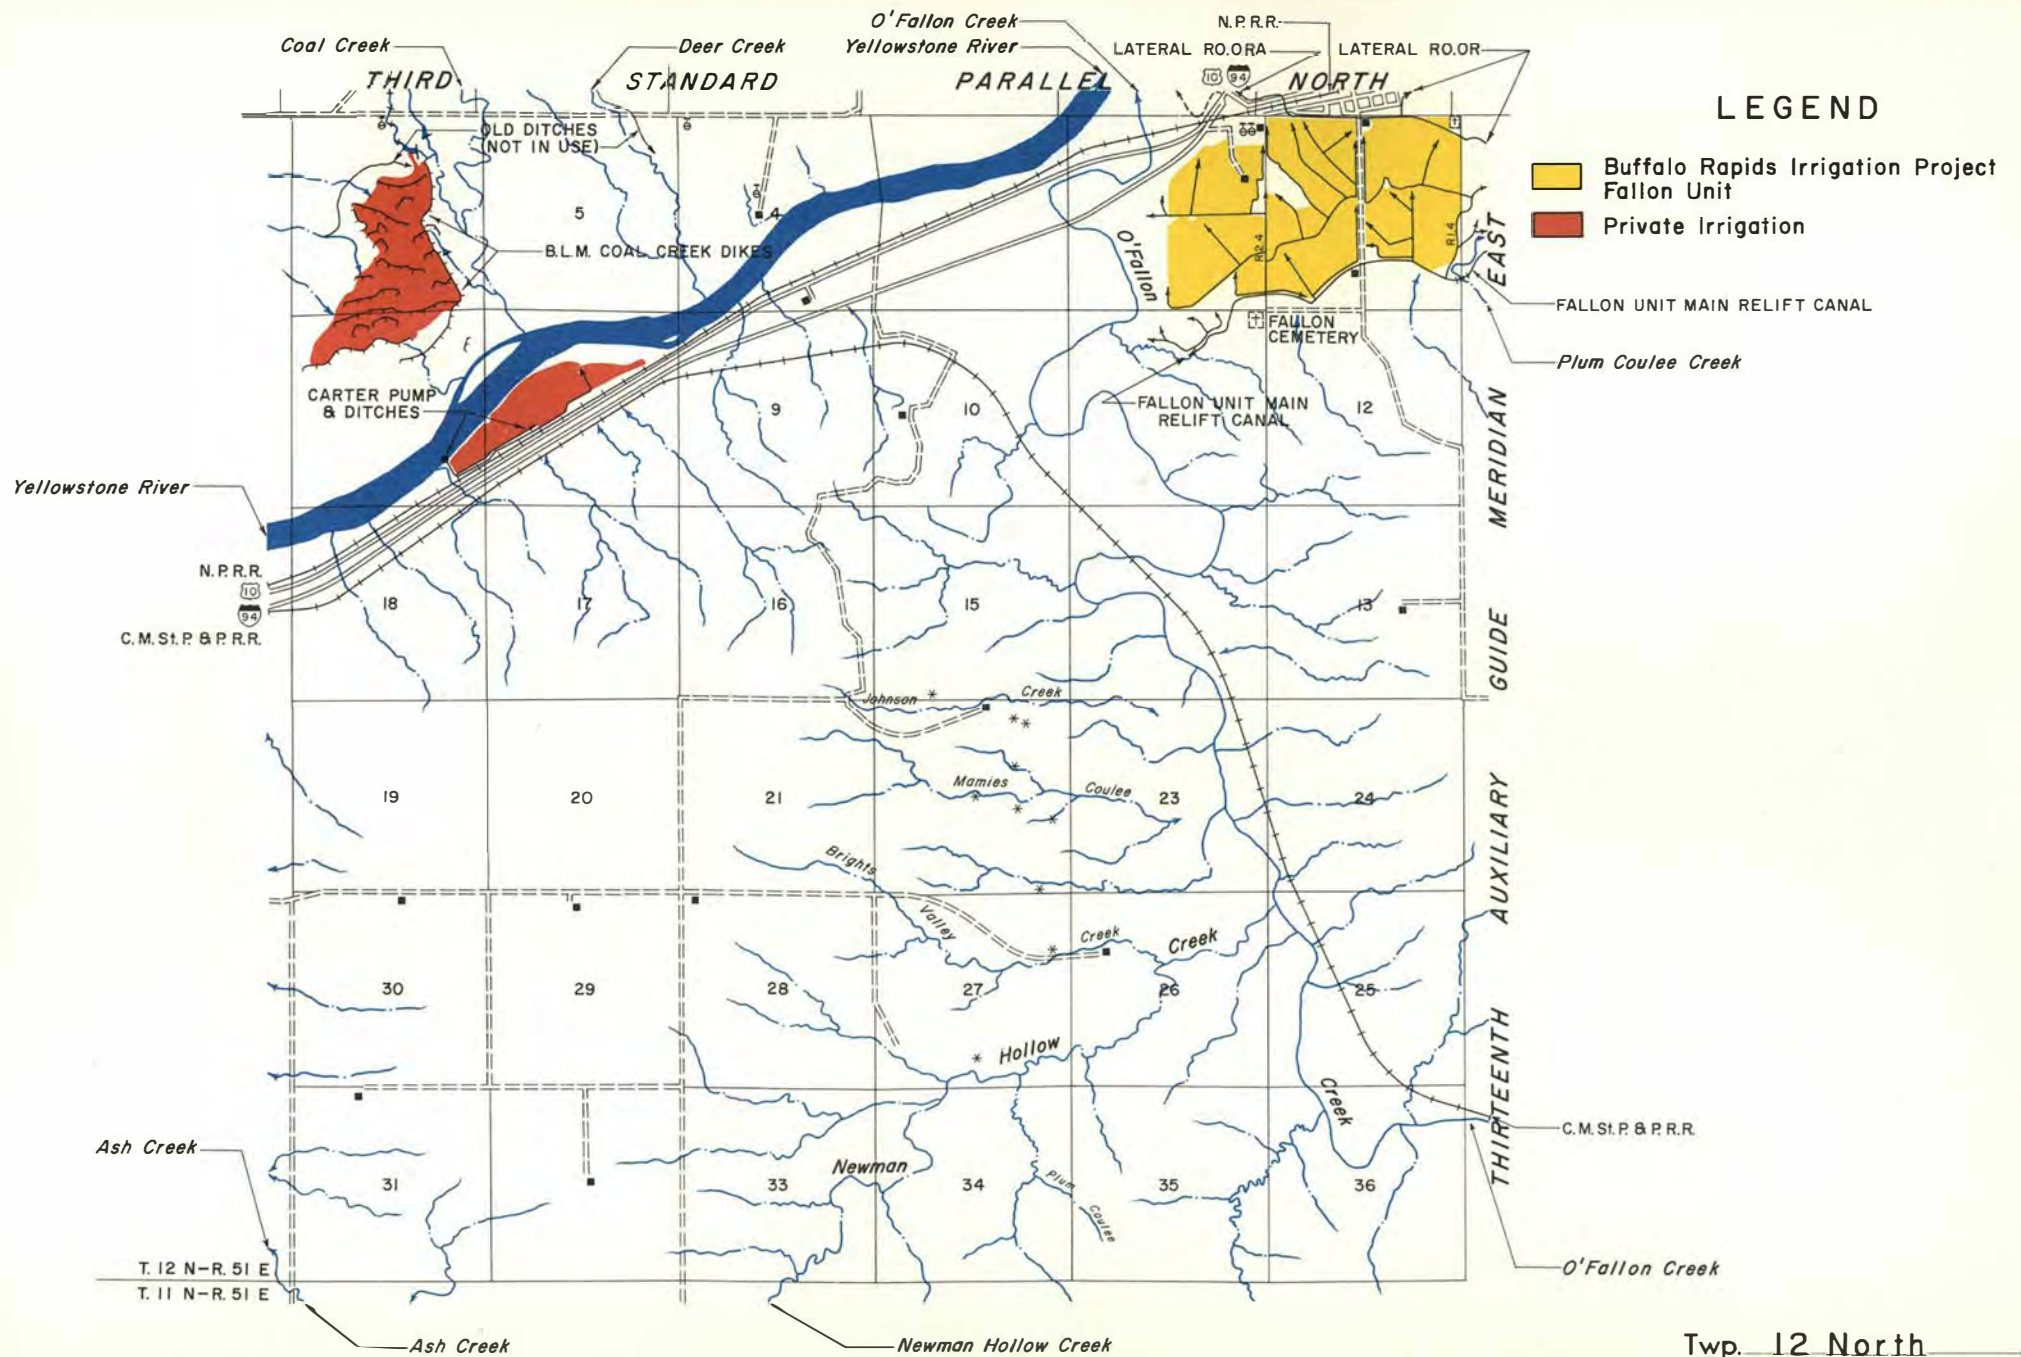 O'Fallon Creek
N.P.R.R.
Coal Creek
Deer Creek
Yellowstone River
LATERAL RO.ORA
LATERAL RO.OR
THIRD STANDARD PARALLEL NORTH
10
94
LEGEND
OLD DITCHES
(NOT IN USE)
Buffalo Rapids Irrigation Project
Fallon Unit
Private Irrigation
5
4
B.L.M. COAL CREEK DIKES
O'Fallon
R2.4
R1.4
EAST
FALLON UNIT MAIN RELIFT CANAL
FALLON
CEMETERY
Plum Coulee Creek
CARTER PUMP
& DITCHES
9
10
FALLON UNIT MAIN
RELIFT CANAL
12
MERIDIAN
Yellowstone River
N.P.R.R.
10
94
C.M.St.P. & P.R.R.
18
17
16
15
13
GUIDE
Johnson Creek
19
20
21
Mamies Coulee
23
24
AUXILIARY
Brights
Valley
Creek
Creek
30
29
28
27
26
25
Hollow
THIRTEENTH
Creek
C.M.St.P. & P.R.R.
Ash Creek
31
33
Newman
34
Plum
Coulee
35
36
T. 12 N-R. 51 E
T. 11 N-R. 51 E
O'Fallon Creek
Ash Creek
Newman Hollow Creek
Twp. 12 North